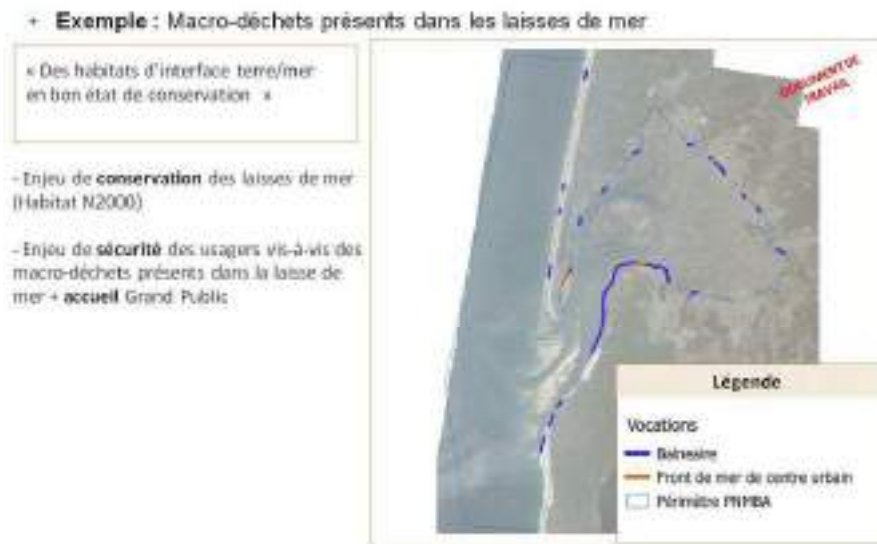 + Exemple : Macro-déchets présents dans les laisses de mer
« Des habitats d'interface terre/mer
en bon état de conservation »
- Enjeu de conservation des laisses de mer
(Habitat N2000)
- Enjeu de sécurité des usagers vis-à-vis des
macro-déchets présents dans la laisse de
mer + accueil Grand Public
DOCUMENT DE
TRAVAIL
Légende
Vocations
Balneaire
Front de mer de centre urbain
Périmètre PNMBA